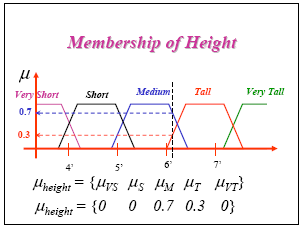 Membership of Height
μ
Very Short Short Medium Tall Very Tall
0.7
0.3
4’ 5’ 6’ 7’
μheight = {μVS μS μM μT μVT}
μheight = {0 0 0.7 0.3 0}